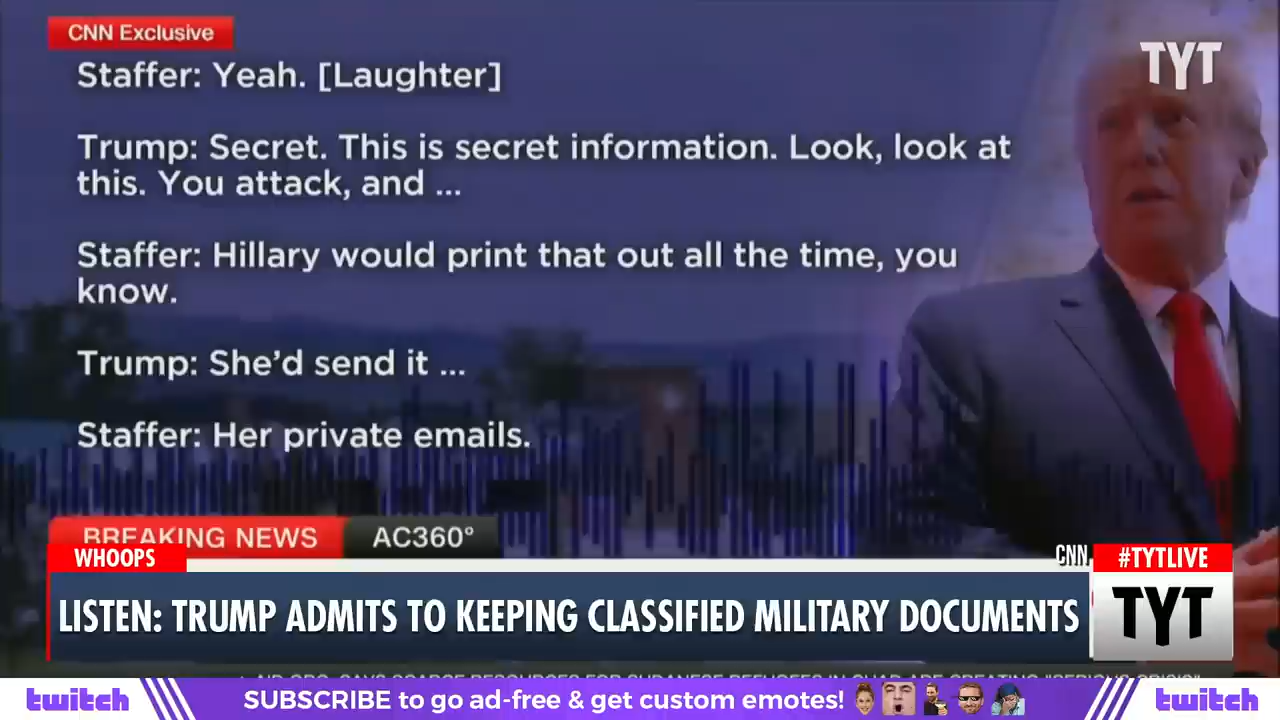 CNN Exclusive
TYT
Staffer: Yeah. [Laughter]
Trump: Secret. This is secret information. Look, look at
this. You attack, and ...
Staffer: Hillary would print that out all the time, you
know.
Trump: She'd send it ...
Staffer: Her private emails.
BREAKING NEWS
AC360°
WHOOPS
CNN
#TYTLIVE
LISTEN: TRUMP ADMITS TO KEEPING CLASSIFIED MILITARY DOCUMENTS
TYT
twitch
SUBSCRIBE to go ad-free & get custom emotes!
twitch